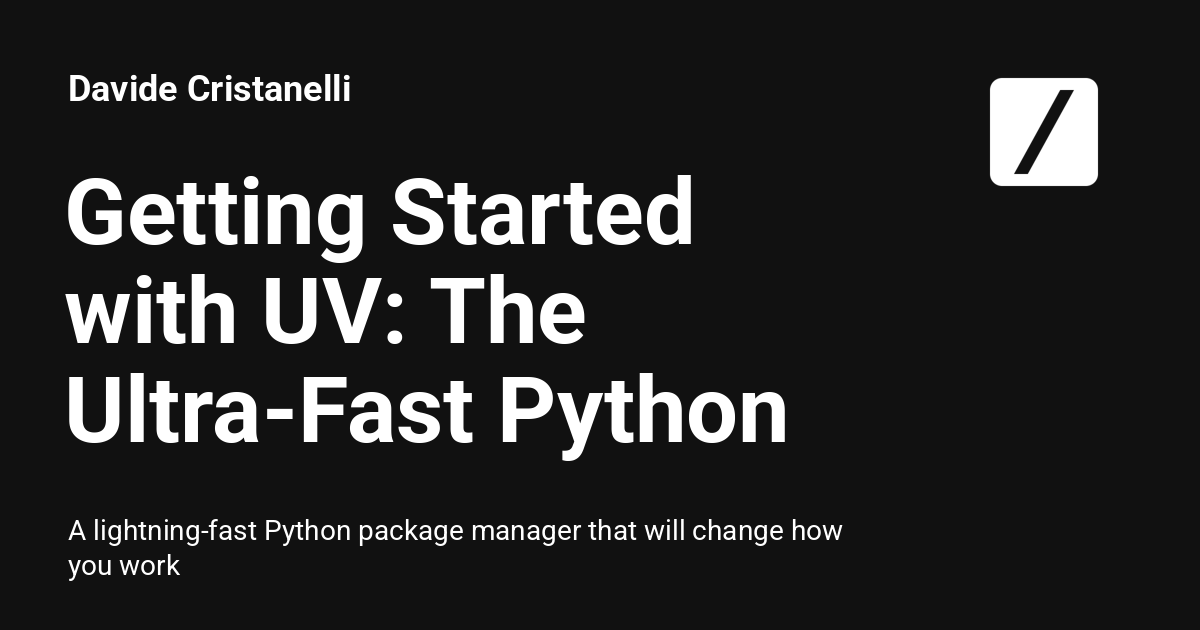 Davide Cristanelli
Getting Started
with UV: The
Ultra-Fast Python
A lightning-fast Python package manager that will change how
you work